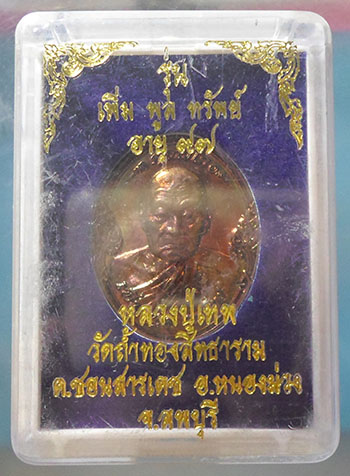 รุ่น
เพิ่ม พูล ทรัพย์
อายุ ๙๗
หลวงปู่เทพ
วัดถ้ำทองสิทธาราม
ต.ชอนสารเดช อ.หนองม่วง
จ.ลพบุรี